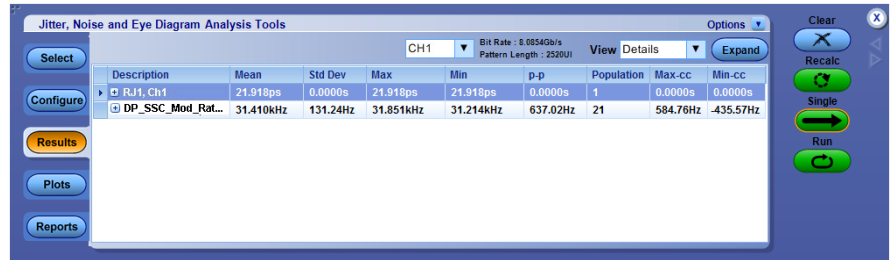 Jitter, Noise and Eye Diagram Analysis Tools
Options
Clear
X
Select
CH1
Bit Rate : 8.0854Gb/s
Pattern Length : 2520UI
View
Details
Expand
Recalc
Description Mean Std Dev Max Min p-p Population Max-cc Min-cc
RJ1, Ch1 21.918ps 0.0000s 21.918ps 21.918ps 0.0000s 1 0.0000s 0.0000s
DP_SSC_Mod_Rat... 31.410kHz 131.24Hz 31.851kHz 31.214kHz 637.02Hz 21 584.76Hz -435.57Hz
Configure
Single
Results
Run
Plots
Reports